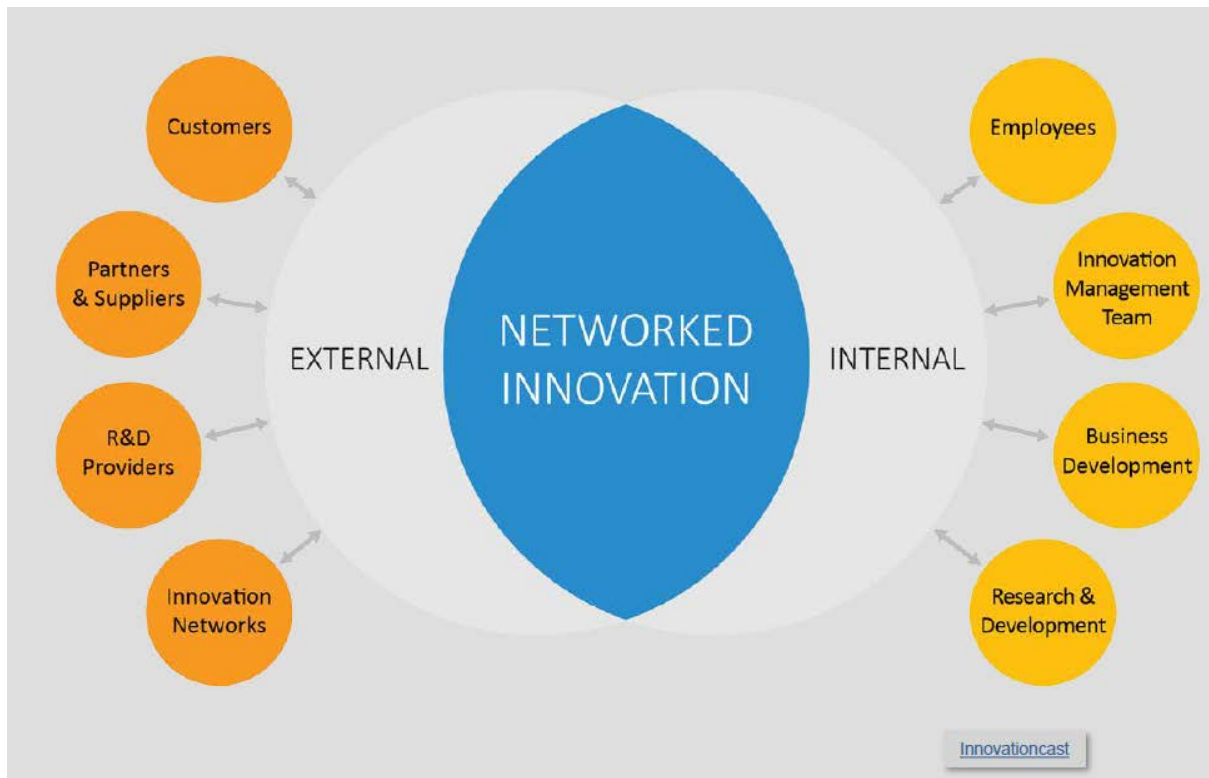 Customers
Partners
& Suppliers
R&D
Providers
Innovation
Networks
EXTERNAL
NETWORKED
INNOVATION
INTERNAL
Employees
Innovation
Management
Team
Business
Development
Research &
Development
Innovationcast